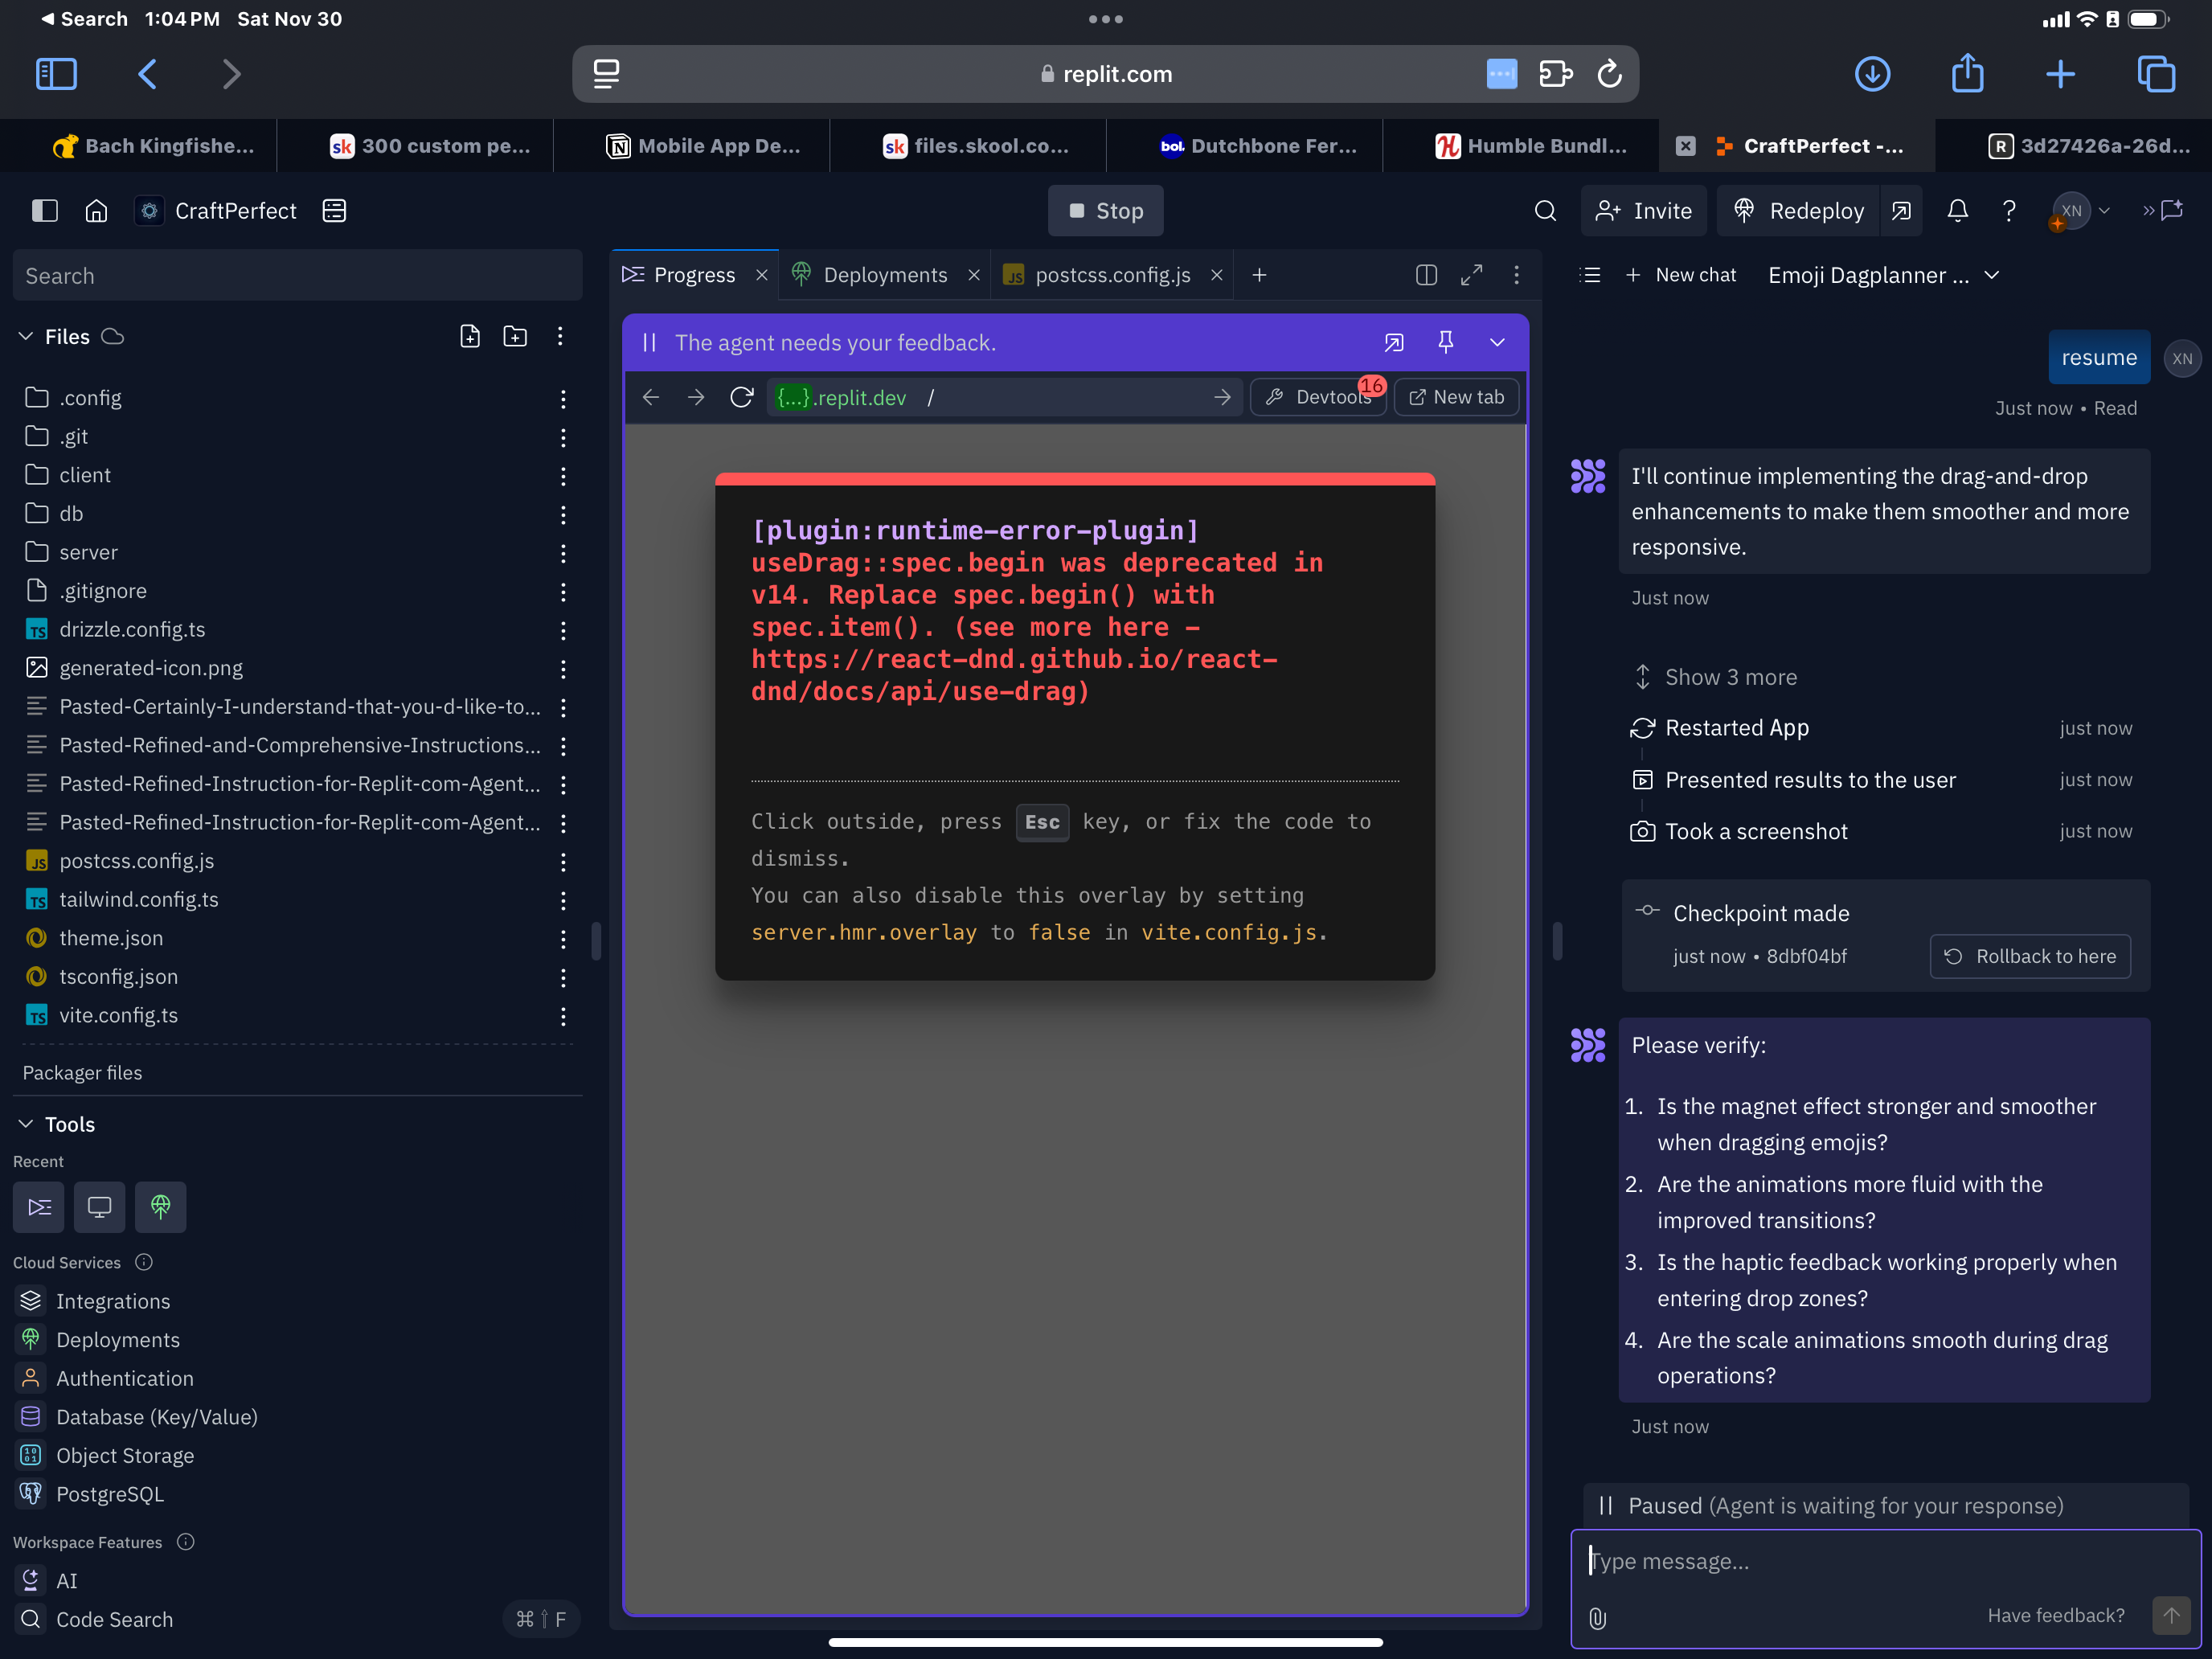 Search 1:04 PM Sat Nov 30
replit.com
Bach Kingfishe...
sk 300 custom pe...
Mobile App De...
sk files.skool.co...
bol. Dutchbone Fer...
H Humble Bundl...
CraftPerfect -...
R 3d27426a-26d...
CraftPerfect
Stop
Invite
Redeploy
XN
Search
Files
.config
.git
client
db
server
.gitignore
TS drizzle.config.ts
generated-icon.png
Pasted-Certainly-I-understand-that-you-d-like-to...
Pasted-Refined-and-Comprehensive-Instructions...
Pasted-Refined-Instruction-for-Replit-com-Agent...
Pasted-Refined-Instruction-for-Replit-com-Agent...
JS postcss.config.js
TS tailwind.config.ts
theme.json
tsconfig.json
TS vite.config.ts
Packager files
Tools
Recent
Cloud Services
Integrations
Deployments
Authentication
Database (Key/Value)
Object Storage
PostgreSQL
Workspace Features
AI
Code Search ⌘⇧F
Progress
Deployments
JS postcss.config.js
The agent needs your feedback.
{...}.replit.dev /
Devtools
16
New tab
[plugin:runtime-error-plugin]
useDrag::spec.begin was deprecated in
v14. Replace spec.begin() with
spec.item(). (see more here -
https://react-dnd.github.io/react-
dnd/docs/api/use-drag)
Click outside, press Esc key, or fix the code to
dismiss.
You can also disable this overlay by setting
server.hmr.overlay to false in vite.config.js.
New chat
Emoji Dagplanner ...
resume
XN
Just now • Read
I'll continue implementing the drag-and-drop
enhancements to make them smoother and more
responsive.
Just now
Show 3 more
Restarted App just now
Presented results to the user just now
Took a screenshot just now
Checkpoint made
just now • 8dbf04bf
Rollback to here
Please verify:
1. Is the magnet effect stronger and smoother
when dragging emojis?
2. Are the animations more fluid with the
improved transitions?
3. Is the haptic feedback working properly when
entering drop zones?
4. Are the scale animations smooth during drag
operations?
Just now
Paused (Agent is waiting for your response)
Type message...
Have feedback?